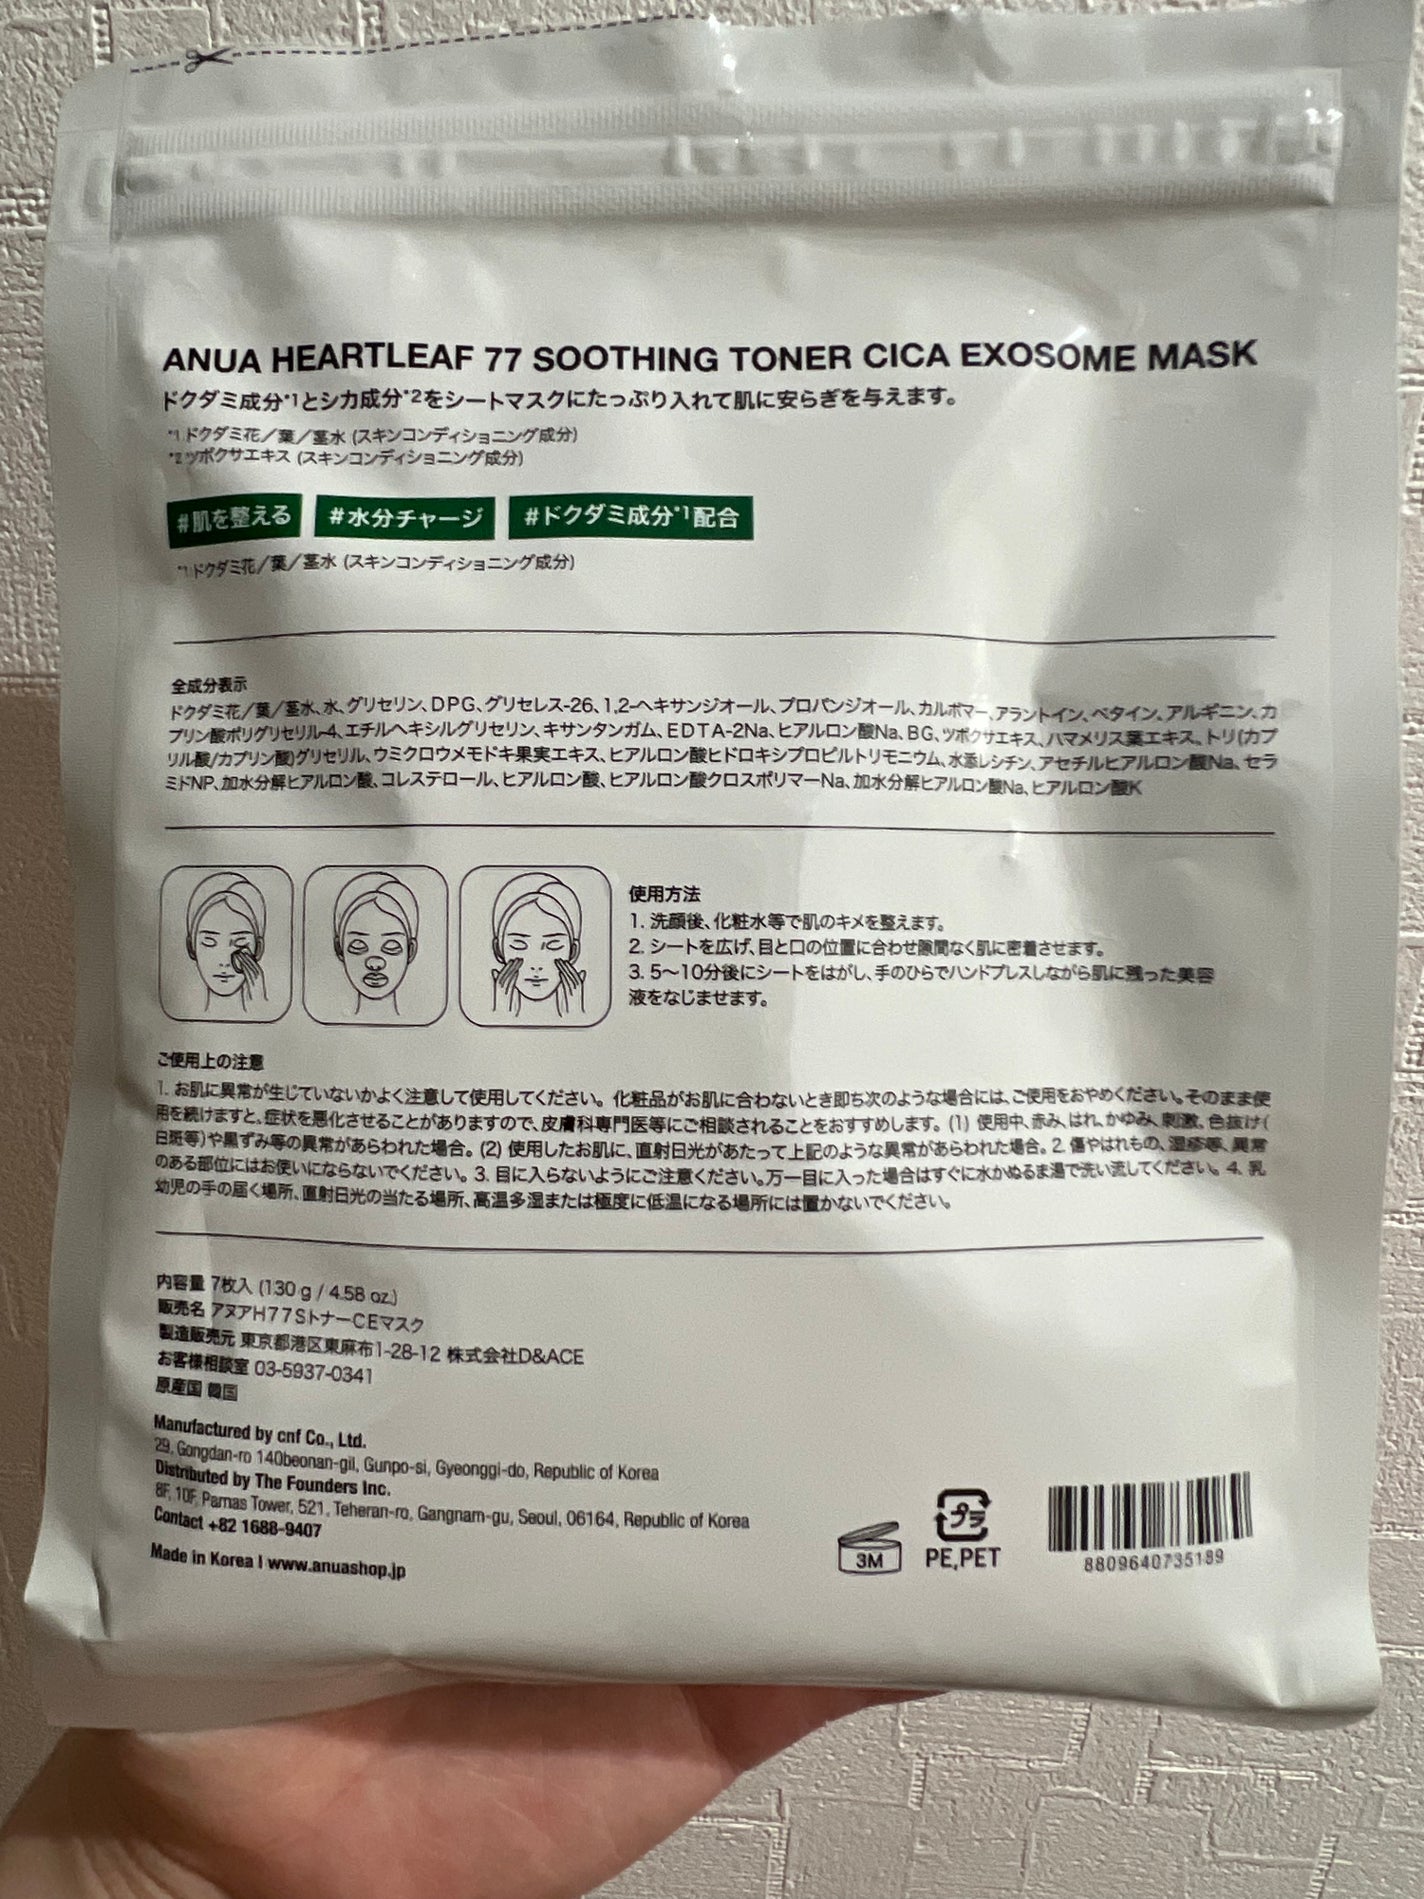 ANUA HEARTLEAF 77 SOOTHING TONER CICA EXOSOME MASK
ドクダミ成分*1とシカ成分*2をシートマスクにたっぷり入れて肌に安らぎを与えます。
*1 ドクダミ花/葉/茎水 (スキンコンディショニング成分)
*2 ツボクサエキス (スキンコンディショニング成分)
#肌を整える #水分チャージ #ドクダミ成分*1配合
*1 ドクダミ花/葉/茎水 (スキンコンディショニング成分)
全成分表示
ドクダミ花/葉/茎水、水、グリセリン、DPG、グリセレス-26、1,2-ヘキサンジオール、プロパンジオール、カルボマー、アラントイン、ベタイン、アルギニン、カ
プリン酸ポリグリセリル-4、エチルヘキシルグリセリン、キサンタンガム、EDTA-2Na、ヒアルロン酸Na、BG、ツボクサエキス、ハマメリス葉エキス、トリ(カプ
リル酸/カプリン酸)グリセリル、ウミクロウメモドキ果実エキス、ヒアルロン酸ヒドロキシプロピルトリモニウム、水添レシチン、アセチルヒアルロン酸Na、セラ
ミドNP、加水分解ヒアルロン酸、コレステロール、ヒアルロン酸、ヒアルロン酸クロスポリマーNa、加水分解ヒアルロン酸Na、ヒアルロン酸K
使用方法
1. 洗顔後、化粧水等で肌のキメを整えます。
2. シートを広げ、目と口の位置に合わせ隙間なく肌に密着させます。
3. 5～10分後にシートをはがし、手のひらでハンドプレスしながら肌に残った美容
液をなじませます。
ご使用上の注意
1. お肌に異常が生じていないかよく注意して使用してください。 化粧品がお肌に合わないとき即ち次のような場合には、ご使用をおやめください。そのまま使
用を続けますと、症状を悪化させることがありますので、皮膚科専門医等にご相談されることをおすすめします。 (1) 使用中、赤み、はれ、かゆみ、刺激、色抜け(
白斑等)や黒ずみ等の異常があらわれた場合。 (2) 使用したお肌に、直射日光があたって上記のような異常があらわれた場合。 2. 傷やはれもの、湿疹等、異常
のある部位にはお使いにならないでください。 3. 目に入らないようにご注意ください。万一目に入った場合はすぐに水かぬるま湯で洗い流してください。 4. 乳
幼児の手の届く場所、直射日光の当たる場所、高温多湿または極度に低温になる場所には置かないでください。
内容量 7枚入 (130 g / 4.58 oz.)
販売名 アヌアH77SトナーCEマスク
製造販売元 東京都港区東麻布1-28-12 株式会社D&ACE
お客様相談室 03-5937-0341
原産国 韓国
Manufactured by cnf Co., Ltd.
29, Gongdan-ro 140beonan-gil, Gunpo-si, Gyeonggi-do, Republic of Korea
Distributed by The Founders Inc.
8F, 10F, Parnas Tower, 521, Teheran-ro, Gangnam-gu, Seoul, 06164, Republic of Korea
Contact +82 1688-9407
Made in Korea I www.anuashop.jp
3M
プラ
PE,PET
8809640735189